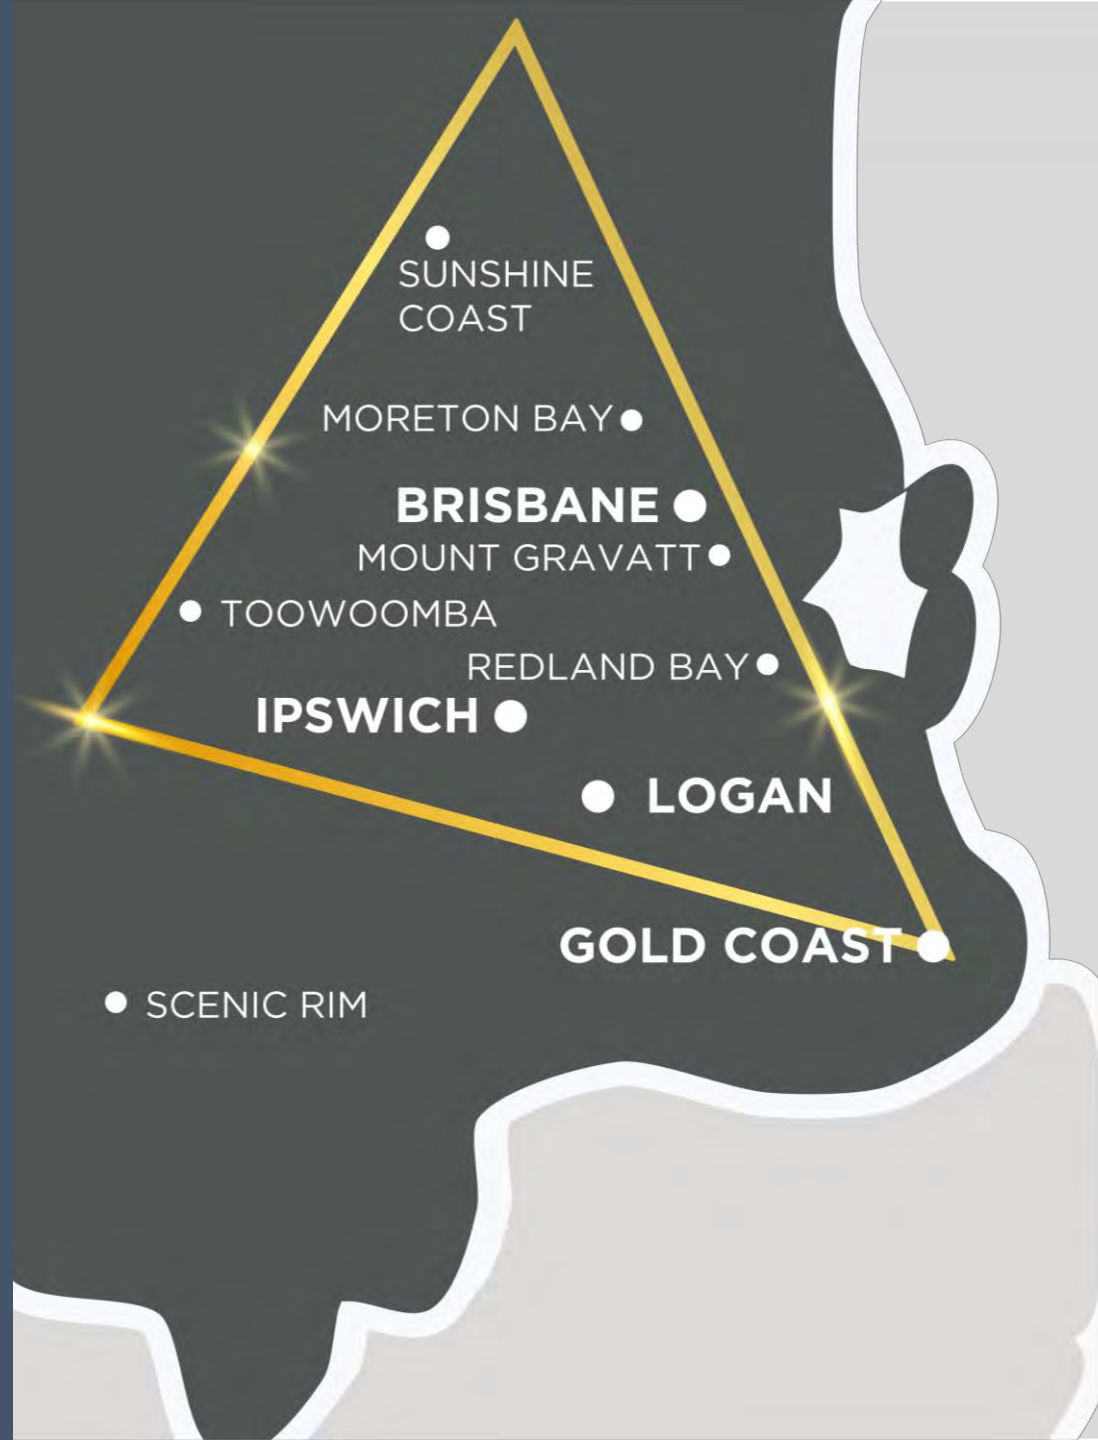 SUNSHINE
COAST
MORETON BAY
BRISBANE
MOUNT GRAVATT
TOOWOOMBA
REDLAND BAY
IPSWICH
LOGAN
GOLD COAST
SCENIC RIM